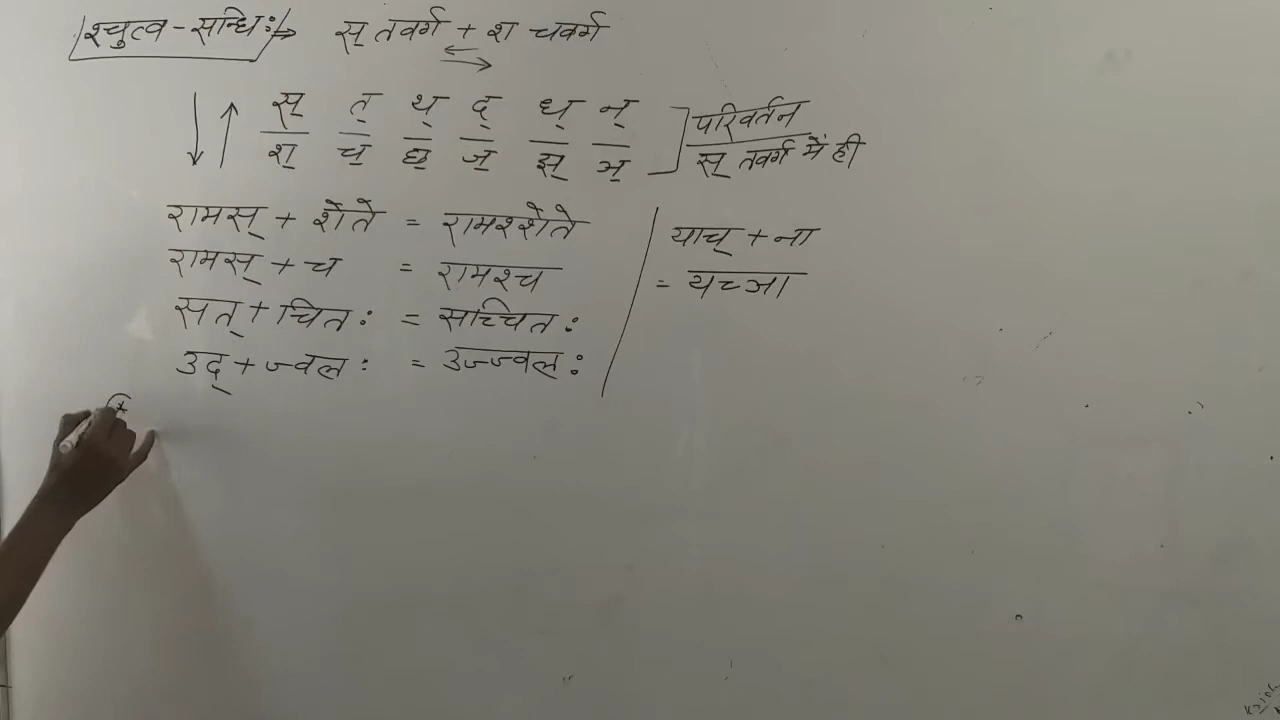 श्चुत्व - सन्धिः → स् तवर्ग + श चवर्ग
स् त् थ् द् ध् न्
श् च् छ् ज् झ् ञ्
परिवर्तन
स् तवर्ग में ही
रामस् + शेते = रामश्शेते
रामस् + च = रामश्च
सत् + चितः = सच्चितः
उद् + ज्वलः = उज्ज्वलः
याच् + ना
= यच्ञा